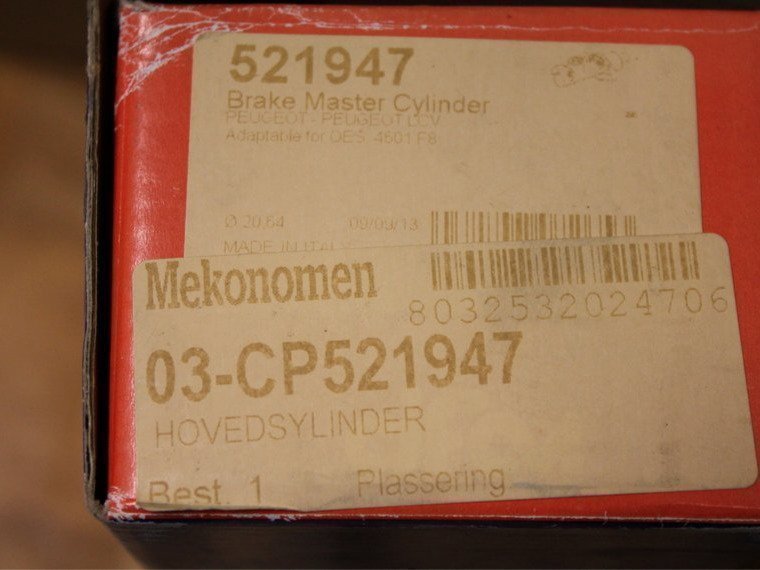 521947
Brake Master Cylinder
PEUGEOT - PEUGEOT LCV
Adaptable for OES 4601 F8
Ø 20,64 09/09/13
MADE IN ITALY
Mekonomen
8032532024706
03-CP521947
HOVEDSYLINDER
Best. 1 Plassering